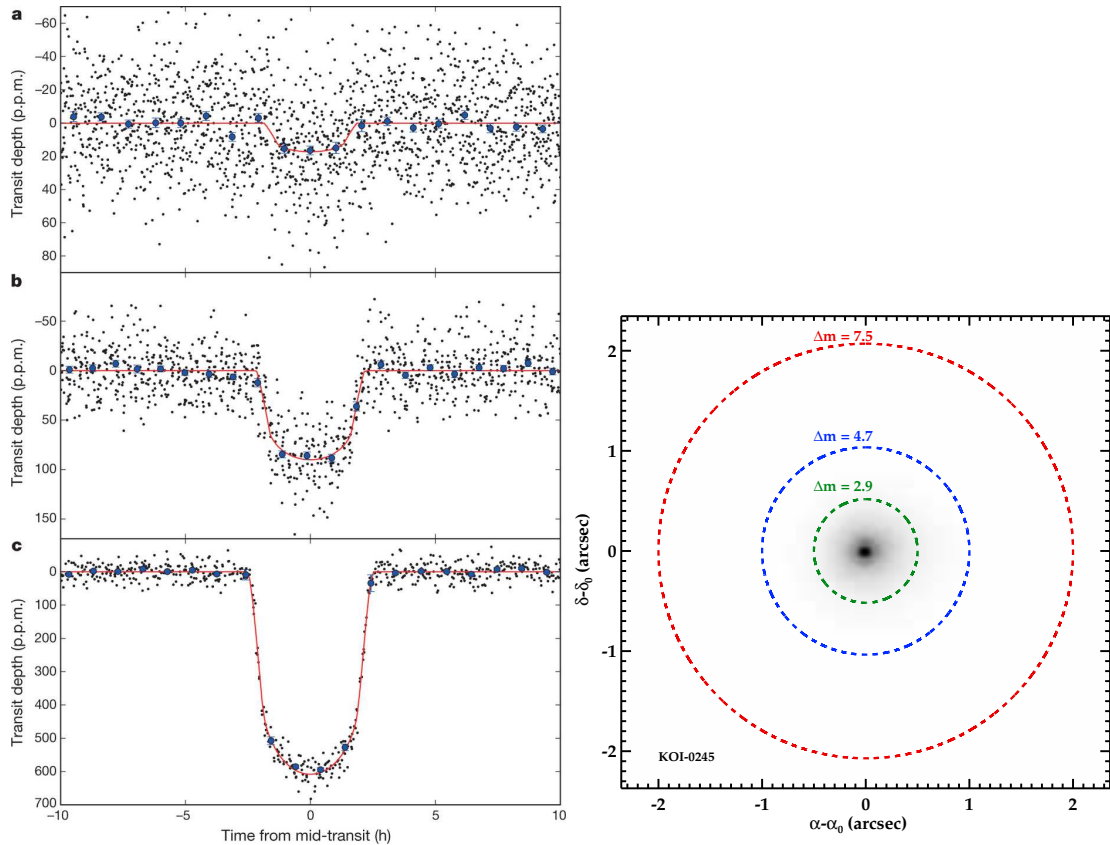 a
−60
−40
−20
0
20
40
60
80
Transit depth (p.p.m.)
b
−50
0
50
100
150
Transit depth (p.p.m.)
c
0
100
200
300
400
500
600
700
Transit depth (p.p.m.)
−10
−5
0
5
10
Time from mid-transit (h)
Δm = 7.5
Δm = 4.7
Δm = 2.9
2
1
0
-1
-2
δ-δ0 (arcsec)
KOI-0245
-2
-1
0
1
2
α-α0 (arcsec)